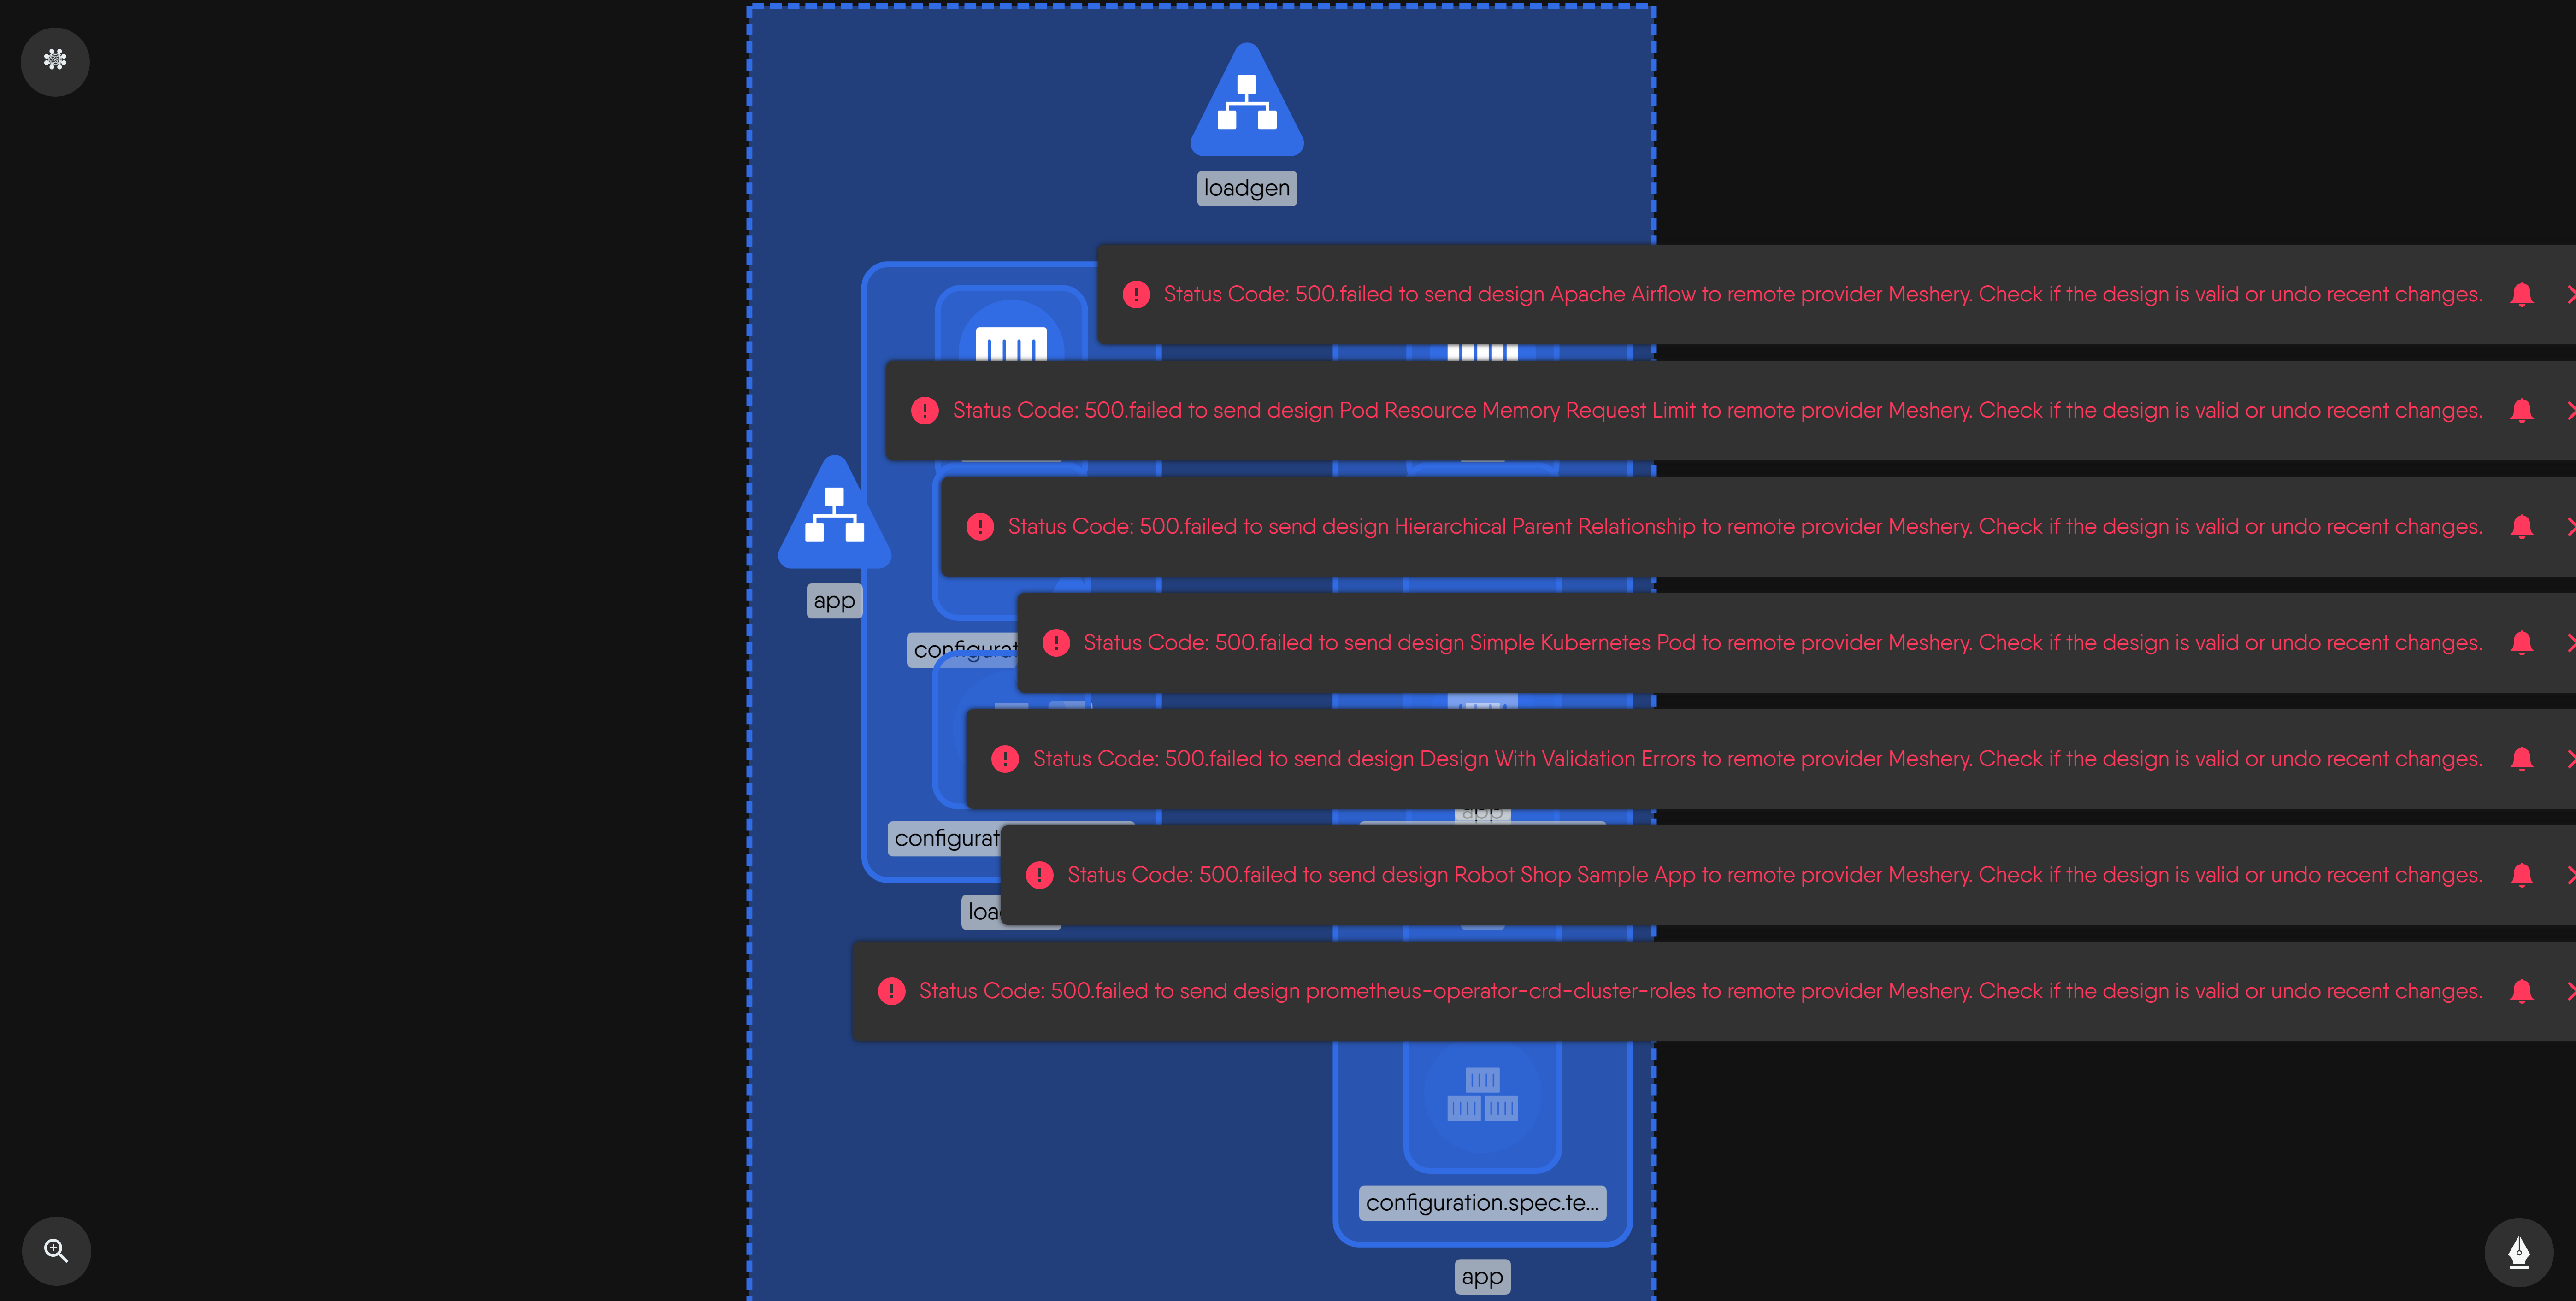 loadgen
Status Code: 500.failed to send design Apache Airflow to remote provider Meshery. Check if the design is valid or undo recent changes.
Status Code: 500.failed to send design Pod Resource Memory Request Limit to remote provider Meshery. Check if the design is valid or undo recent changes.
Status Code: 500.failed to send design Hierarchical Parent Relationship to remote provider Meshery. Check if the design is valid or undo recent changes.
app
Status Code: 500.failed to send design Simple Kubernetes Pod to remote provider Meshery. Check if the design is valid or undo recent changes.
configurat
Status Code: 500.failed to send design Design With Validation Errors to remote provider Meshery. Check if the design is valid or undo recent changes.
app
configurat
Status Code: 500.failed to send design Robot Shop Sample App to remote provider Meshery. Check if the design is valid or undo recent changes.
loa
Status Code: 500.failed to send design prometheus-operator-crd-cluster-roles to remote provider Meshery. Check if the design is valid or undo recent changes.
configuration.spec.te...
app